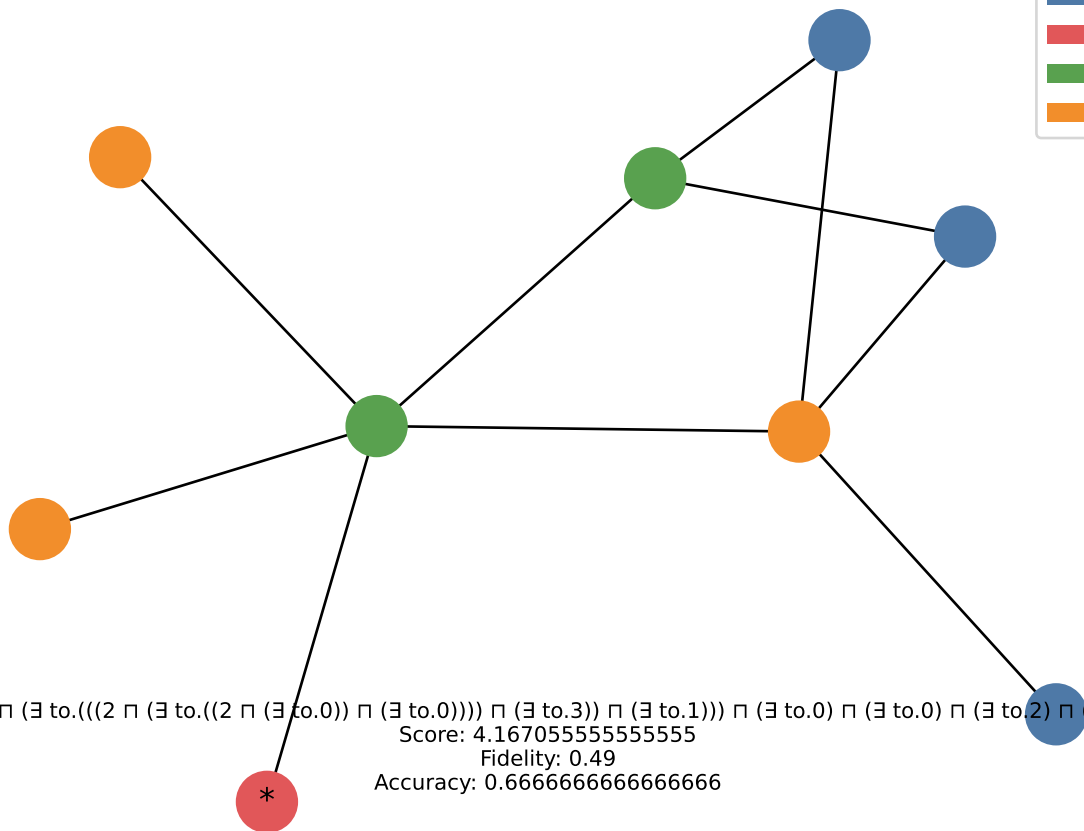 ⊓ (∃ to.(((2 ⊓ (∃ to.((2 ⊓ (∃ to.0)) ⊓ (∃ to.0)))) ⊓ (∃ to.3)) ⊓ (∃ to.1))) ⊓ (∃ to.0) ⊓ (∃ to.0) ⊓ (∃ to.2) ⊓ (
Score: 4.167055555555555
Fidelity: 0.49
Accuracy: 0.6666666666666666
*